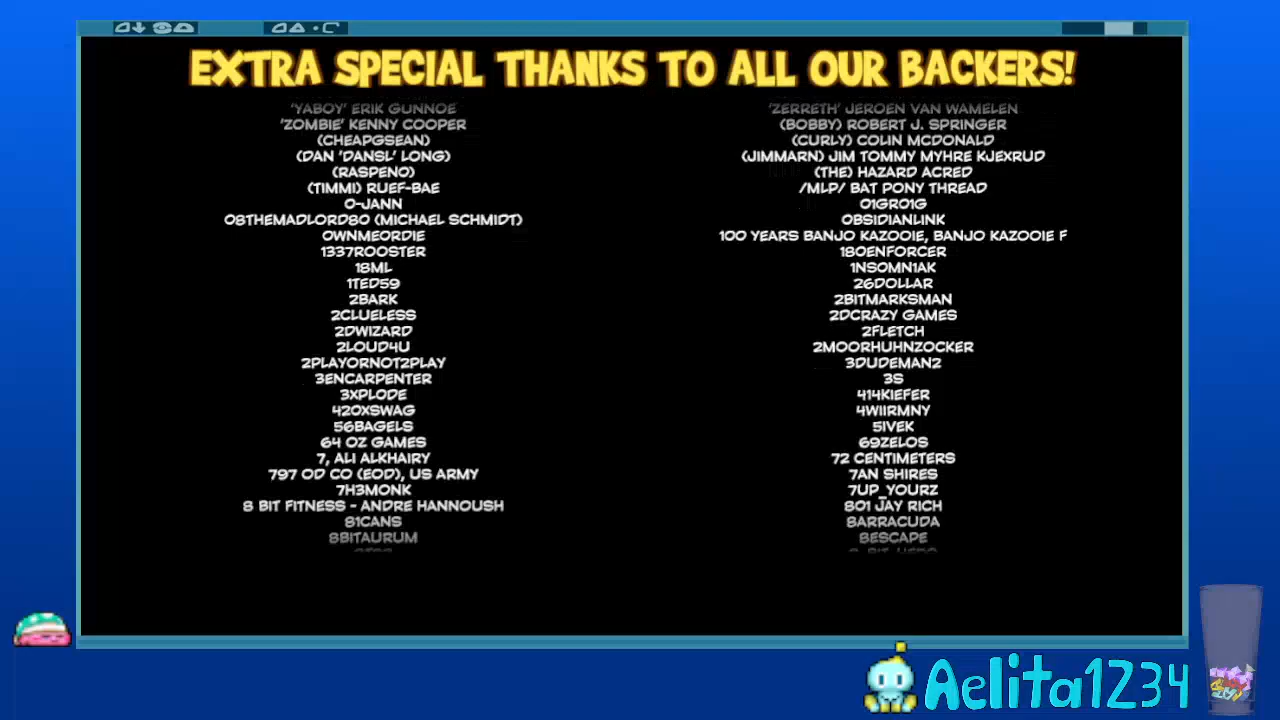 EXTRA SPECIAL THANKS TO ALL OUR BACKERS!
'YABOY' ERIK GUNNOE
'ZERRETH' JEROEN VAN WAMELEN
'ZOMBIE' KENNY COOPER
(BOBBY) ROBERT J. SPRINGER
(CHEAPGSEAN)
(CURLY) COLIN MCDONALD
(DAN 'DANSL' LONG)
(JIMMARN) JIM TOMMY MYHRE KJEXRUD
(RASPENO)
(THE) HAZARD ACRED
(TIMMI) RUEF-BAE
/MLP/ BAT PONY THREAD
0-JANN
01GRO1G
08THEMADLORD80 (MICHAEL SCHMIDT)
0BSIDIANLINK
0WNMEORDIE
100 YEARS BANJO KAZOOIE, BANJO KAZOOIE F
1337ROOSTER
180ENFORCER
18ML
1NSOMN1AK
1TED59
26DOLLAR
2BARK
2BITMARKSMAN
2CLUELESS
2DCRAZY GAMES
2DWIZARD
2FLETCH
2LOUD4U
2MOORHUHNZOCKER
2PLAYORNOT2PLAY
3DUDEMAN2
3ENCARPENTER
3S
3XPLODE
414KIEFER
420XSWAG
4WIIRMNY
56BAGELS
5IVEK
64 OZ GAMES
69ZELOS
7, ALI ALKHAIRY
72 CENTIMETERS
797 OD CO (EOD), US ARMY
7AN SHIRES
7H3MONK
7UP_YOURZ
8 BIT FITNESS - ANDRE HANNOUSH
801 JAY RICH
81CANS
8ARRACUDA
8BITAURUM
8ESCAPE
Aelita1234